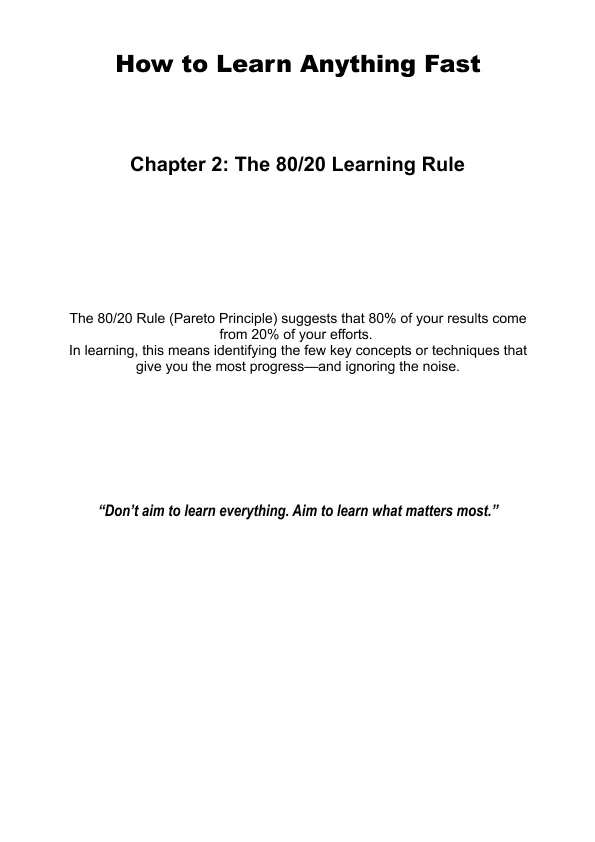 How to Learn Anything Fast
Chapter 2: The 80/20 Learning Rule
The 80/20 Rule (Pareto Principle) suggests that 80% of your results come
from 20% of your efforts.
In learning, this means identifying the few key concepts or techniques that
give you the most progress—and ignoring the noise.
“Don’t aim to learn everything. Aim to learn what matters most.”